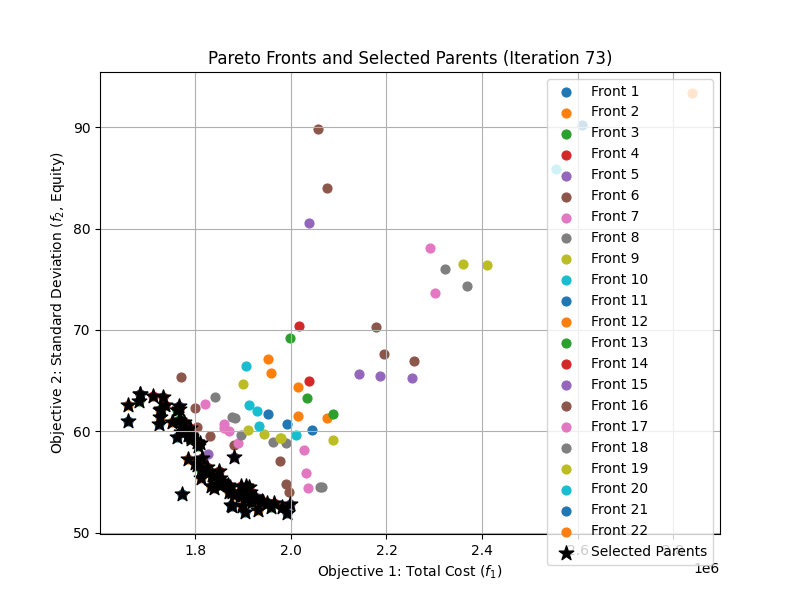 Pareto Fronts and Selected Parents (Iteration 73)
Objective 2: Standard Deviation (f₂, Equity)
90
80
70
60
50
1.8
2.0
2.2
2.4
2.6
1e6
Objective 1: Total Cost (f₁)
Front 1
Front 2
Front 3
Front 4
Front 5
Front 6
Front 7
Front 8
Front 9
Front 10
Front 11
Front 12
Front 13
Front 14
Front 15
Front 16
Front 17
Front 18
Front 19
Front 20
Front 21
Front 22
Selected Parents